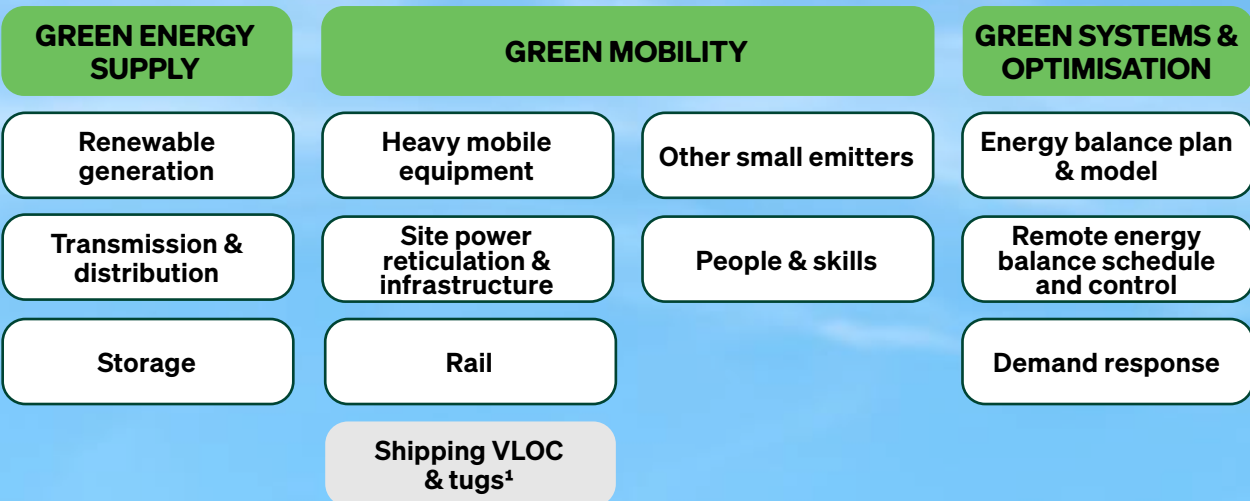 GREEN ENERGY
SUPPLY
Renewable
generation
Transmission &
distribution
Storage
GREEN MOBILITY
Heavy mobile
equipment
Site power
reticulation &
infrastructure
Rail
Shipping VLOC
& tugs¹
Other small emitters
People & skills
GREEN SYSTEMS &
OPTIMISATION
Energy balance plan
& model
Remote energy
balance schedule
and control
Demand response